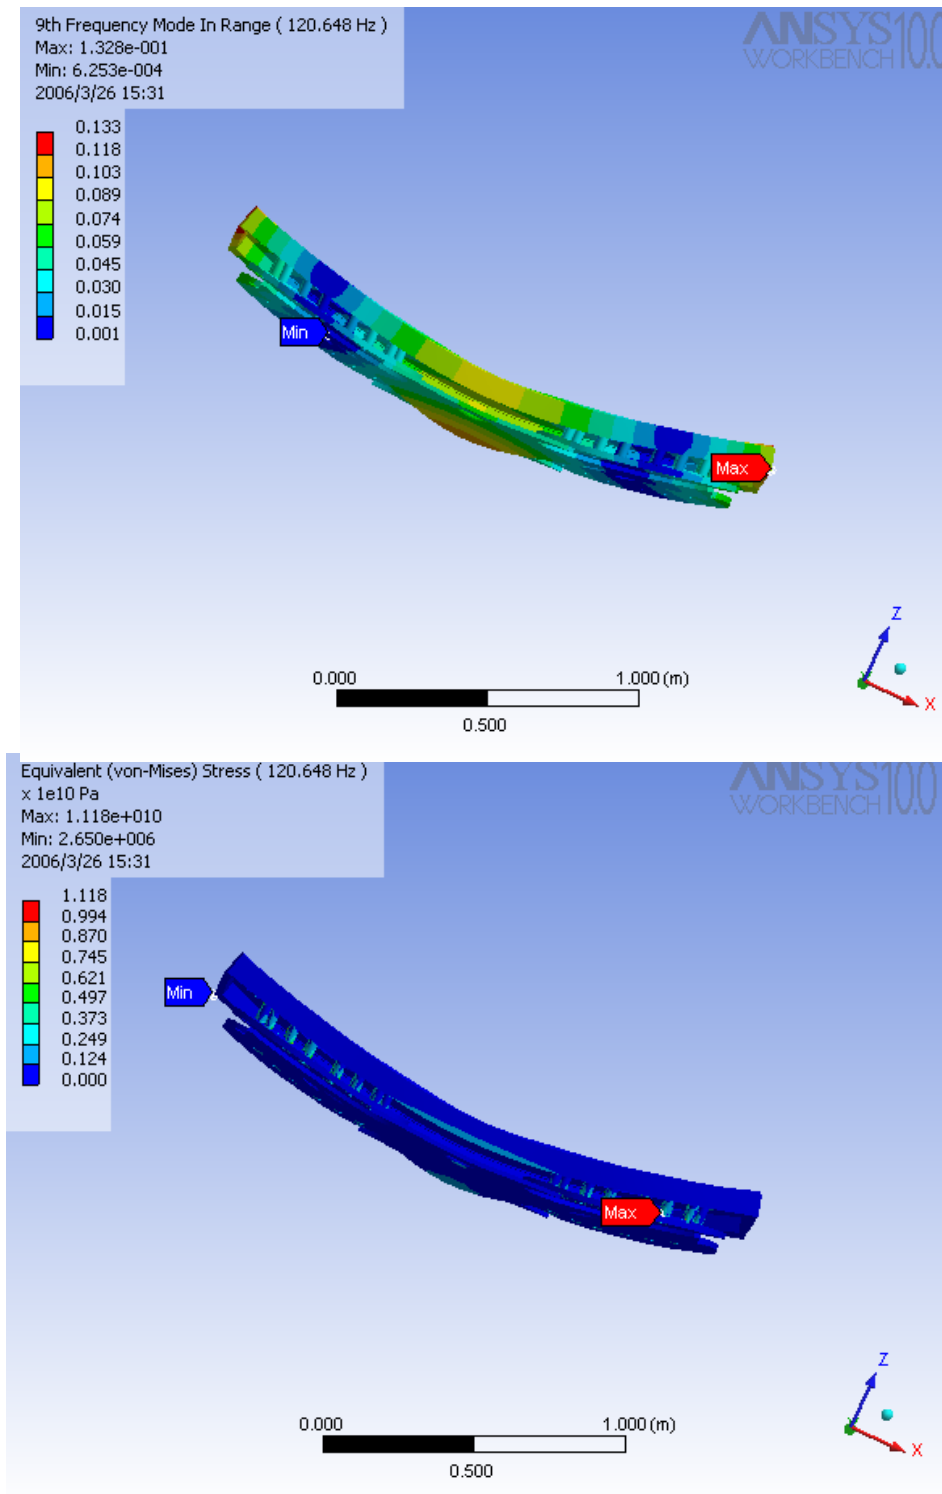 9th Frequency Mode In Range ( 120.648 Hz )
Max: 1.328e-001
Min: 6.253e-004
2006/3/26 15:31
ANSYS 10.0
WORKBENCH
0.133
0.118
0.103
0.089
0.074
0.059
0.045
0.030
0.015
0.001
Min
Max
Z
X
0.000 1.000 (m)
0.500
Equivalent (von-Mises) Stress ( 120.648 Hz )
x 1e10 Pa
Max: 1.118e+010
Min: 2.650e+006
2006/3/26 15:31
ANSYS 10.0
WORKBENCH
1.118
0.994
0.870
0.745
0.621
0.497
0.373
0.249
0.124
0.000
Min
Max
Z
X
0.000 1.000 (m)
0.500